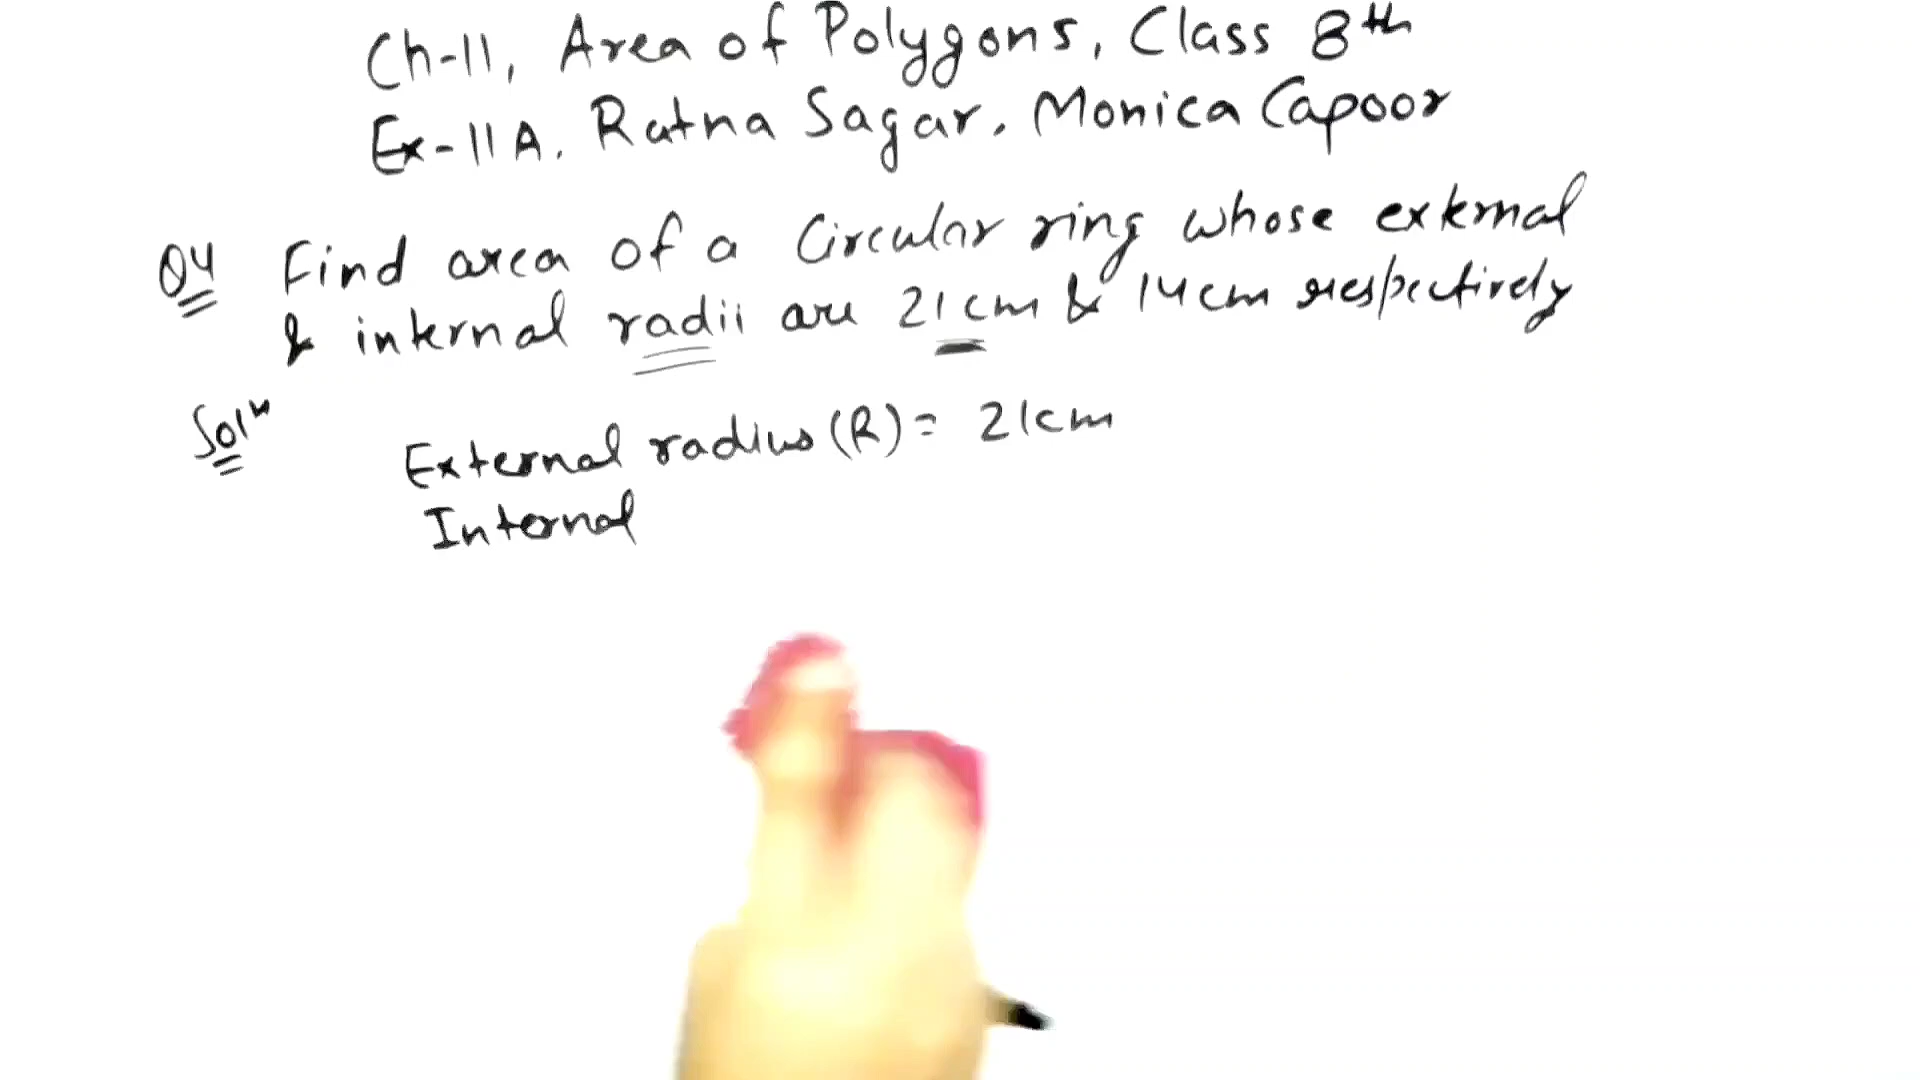 Ch-11, Area of Polygons, Class 8th
Ex-11A. Ratna Sagar. Monica Capoor
Q4 Find area of a Circular ring whose external
& internal radii are 21cm & 14cm respectively
Soln
External radius (R) = 21cm
Internal